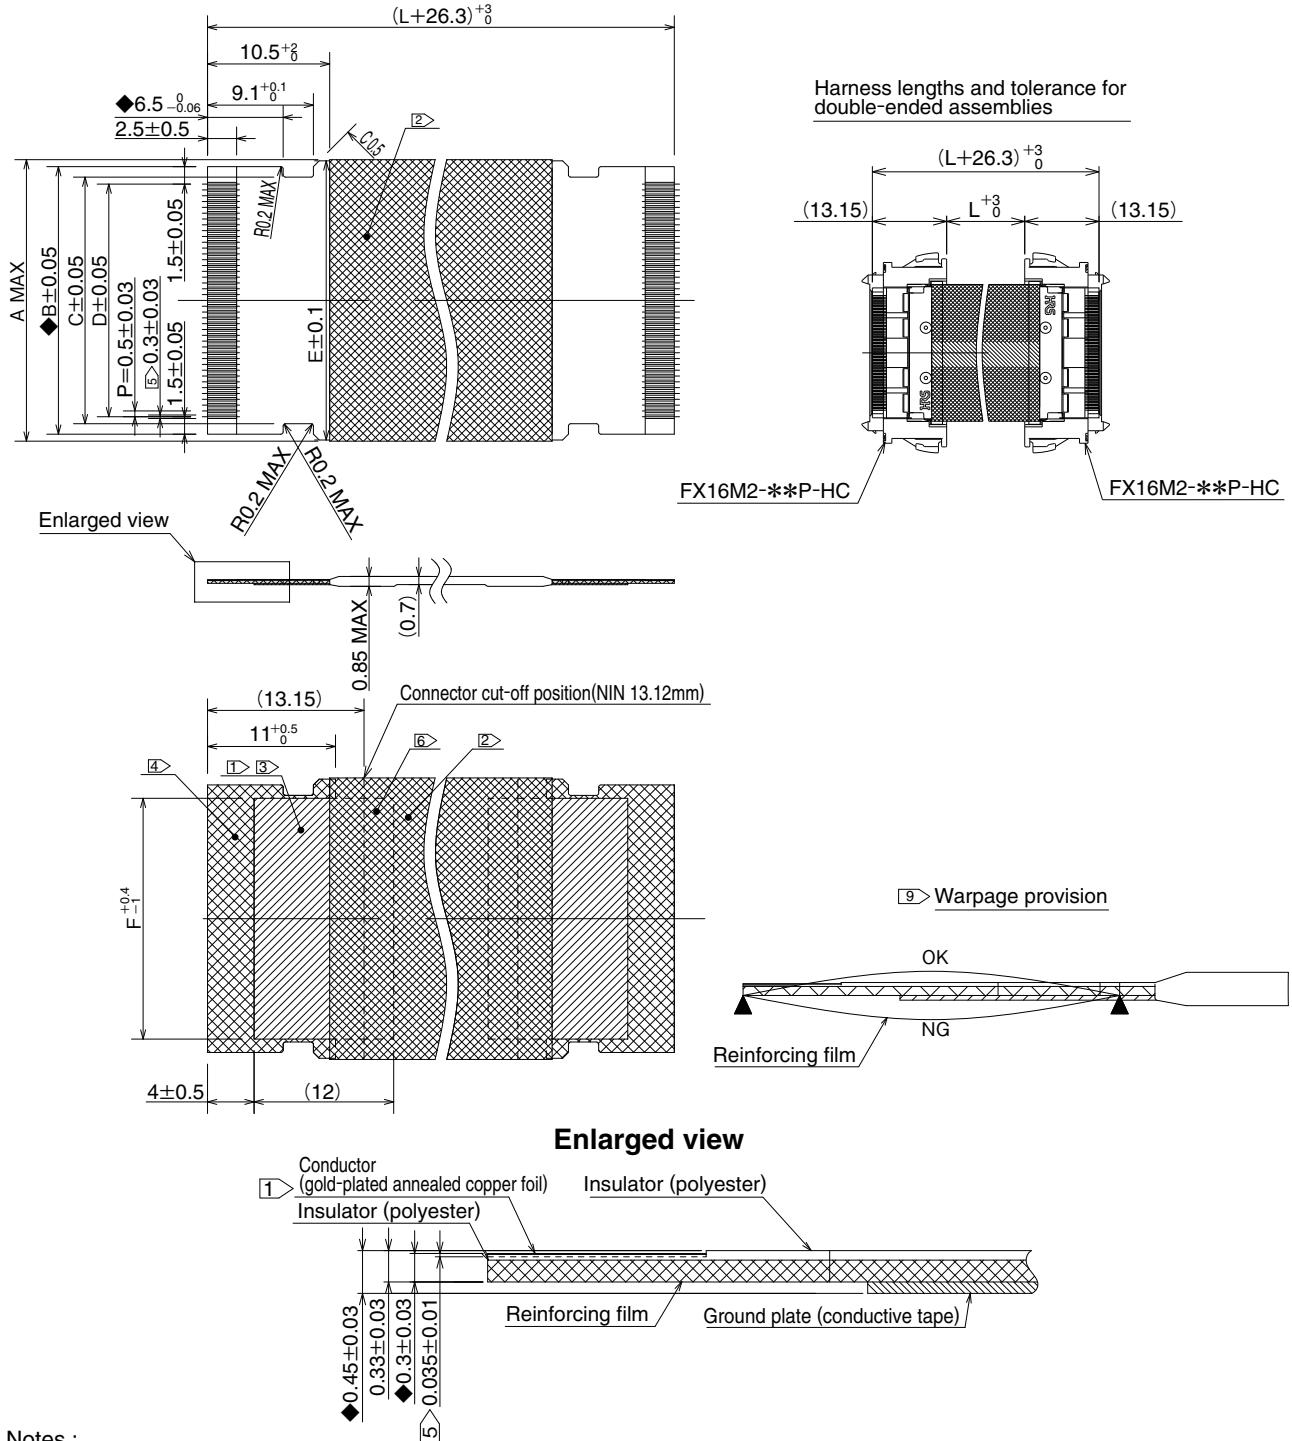 (L+26.3) +3 0
10.5 +2 0
◆6.5 0 −0.06
9.1 +0.1 0
2.5±0.5
2
C0.5
R0.2 MAX
A MAX
◆B±0.05
C±0.05
D±0.05
P=0.5±0.03
5 0.3±0.03
1.5±0.05
1.5±0.05
E±0.1
R0.2 MAX
R0.2 MAX
Harness lengths and tolerance for
double-ended assemblies
(L+26.3) +3 0
(13.15)
L +3 0
(13.15)
HRS
HRS
FX16M2-**P-HC
FX16M2-**P-HC
Enlarged view
0.85 MAX
(0.7)
(13.15)
Connector cut-off position(NIN 13.12mm)
11 +0.5 0
4
1 3
6
2
F +0.4 −1
4±0.5
(12)
9 Warpage provision
OK
NG
Reinforcing film
Enlarged view
1 Conductor
(gold-plated annealed copper foil)
Insulator (polyester)
Insulator (polyester)
Reinforcing film
Ground plate (conductive tape)
◆0.45±0.03
0.33±0.03
◆0.3±0.03
5 0.035±0.01
Notes :